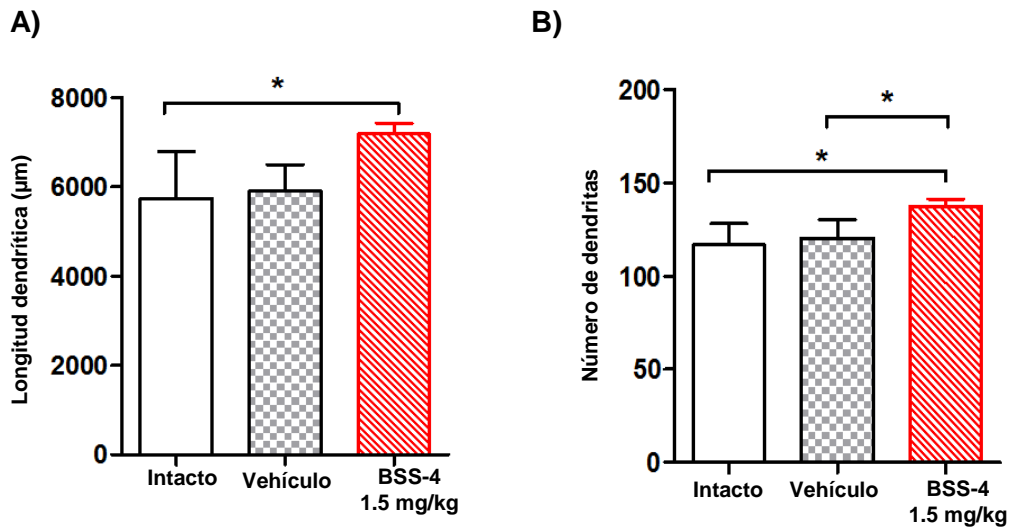 A)
B)
Longitud dendrítica (µm)
8000
6000
4000
2000
0
*
Intacto
Vehículo
BSS-4
1.5 mg/kg
Número de dendritas
200
150
100
50
0
*
*
Intacto
Vehículo
BSS-4
1.5 mg/kg